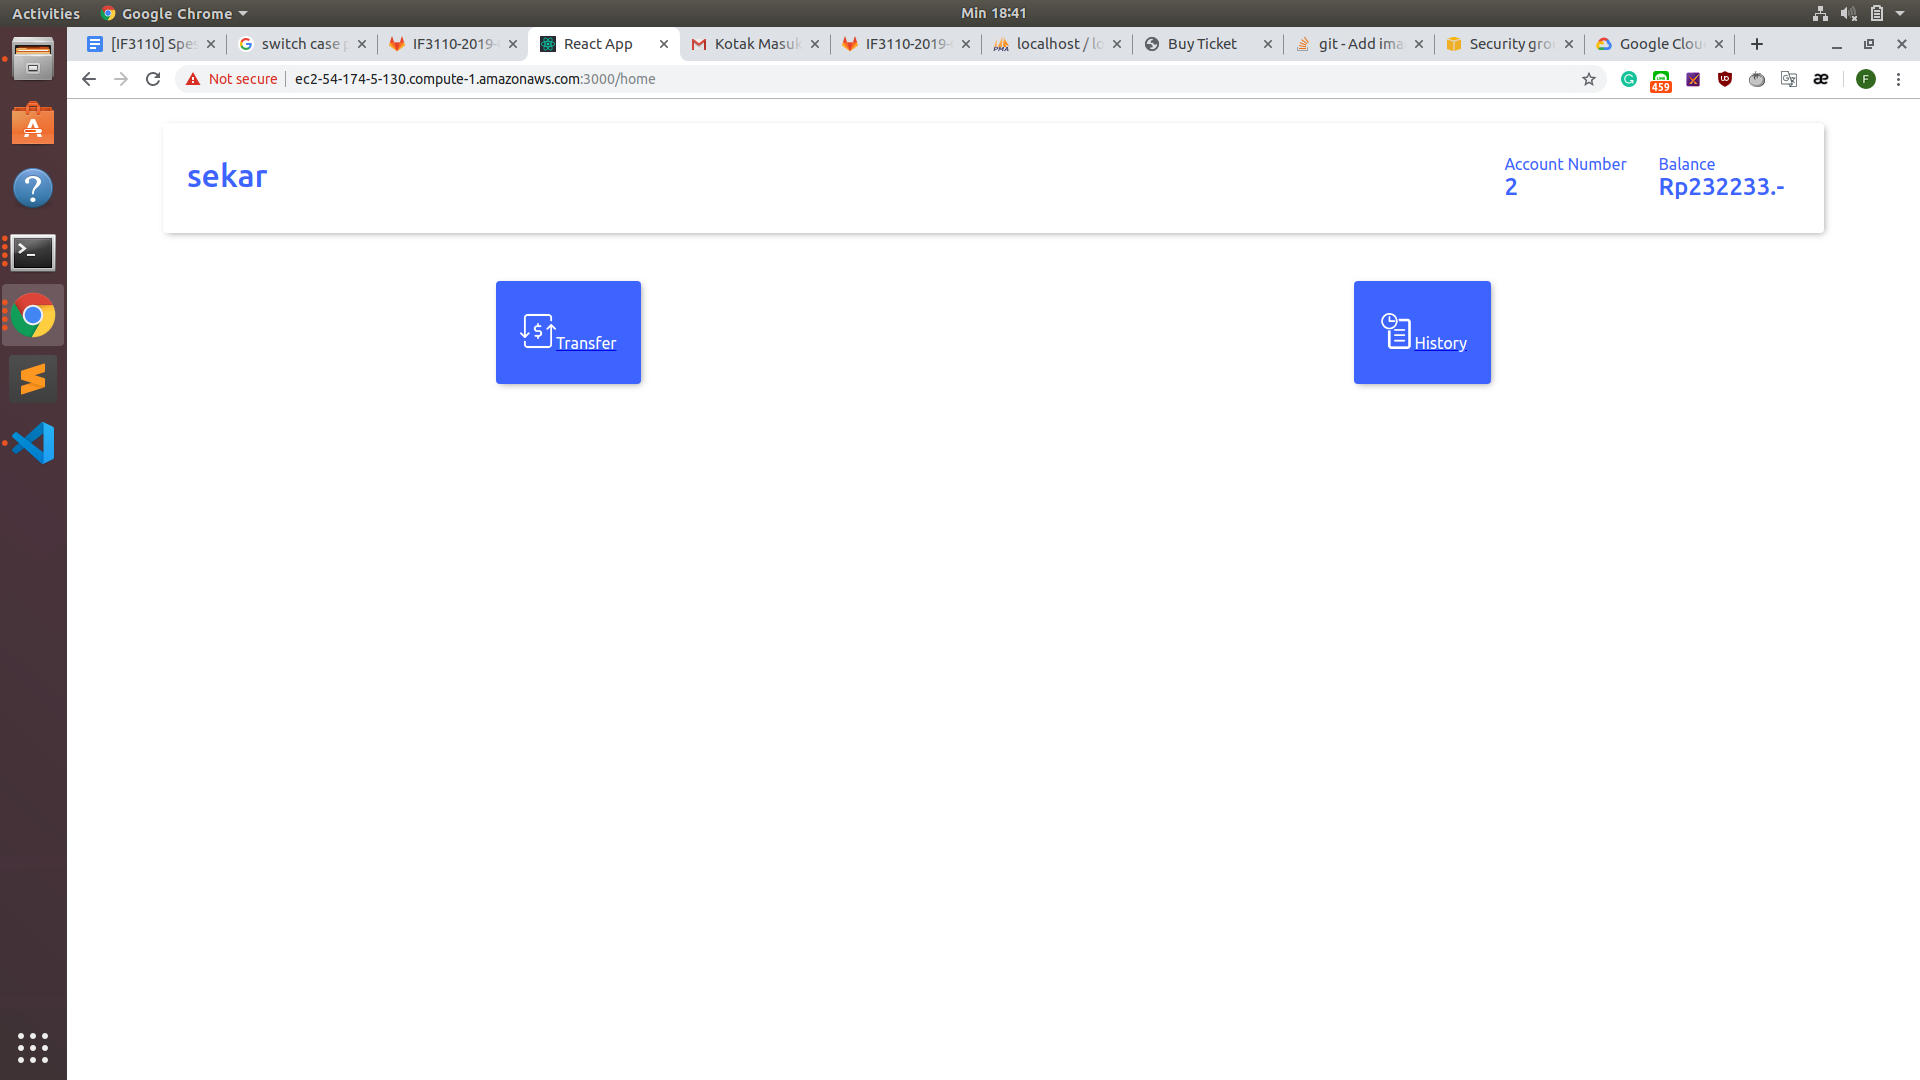 Activities Google Chrome Min 18:41
[IF3110] Spes switch case p IF3110-2019- React App Kotak Masuk IF3110-2019- localhost / lo Buy Ticket git - Add ima Security gro Google Clou
Not secure ec2-54-174-5-130.compute-1.amazonaws.com:3000/home 459 F
sekar
Account Number Balance
2 Rp232233.-
Transfer History